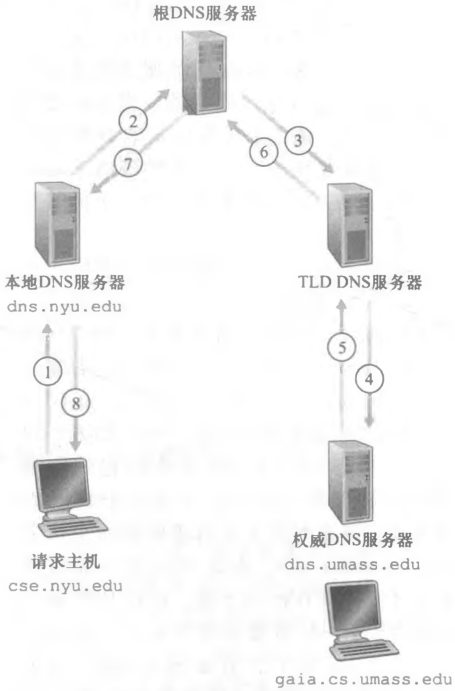 根DNS服务器
2
3
7
6
本地DNS服务器
dns.nyu.edu
TLD DNS服务器
1
8
5
4
请求主机
cse.nyu.edu
权威DNS服务器
dns.umass.edu
gaia.cs.umass.edu